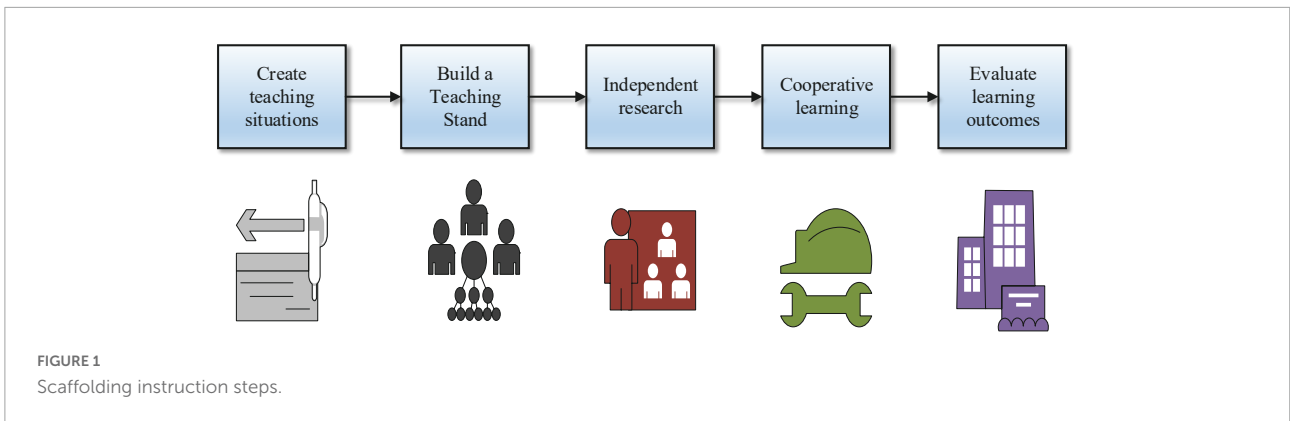 Create
teaching
situations
Build a
Teaching
Stand
Independent
research
Cooperative
learning
Evaluate
learning
outcomes
FIGURE 1
Scaffolding instruction steps.